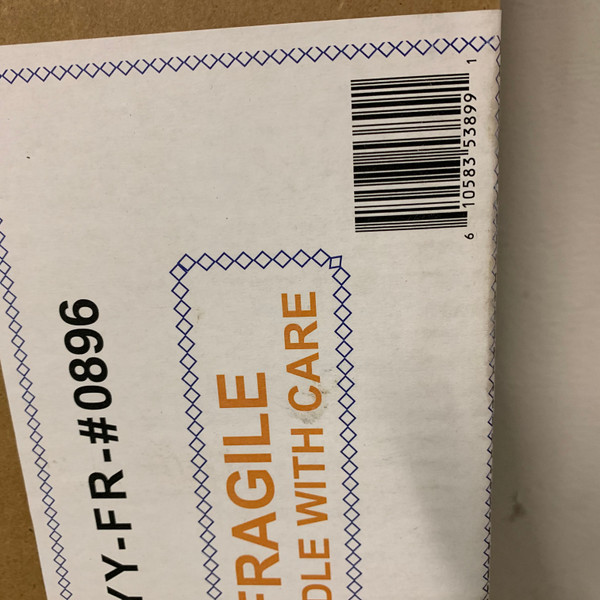 YY-FR-#0896
FRAGILE
DLE WITH CARE
6 10583 53899 1